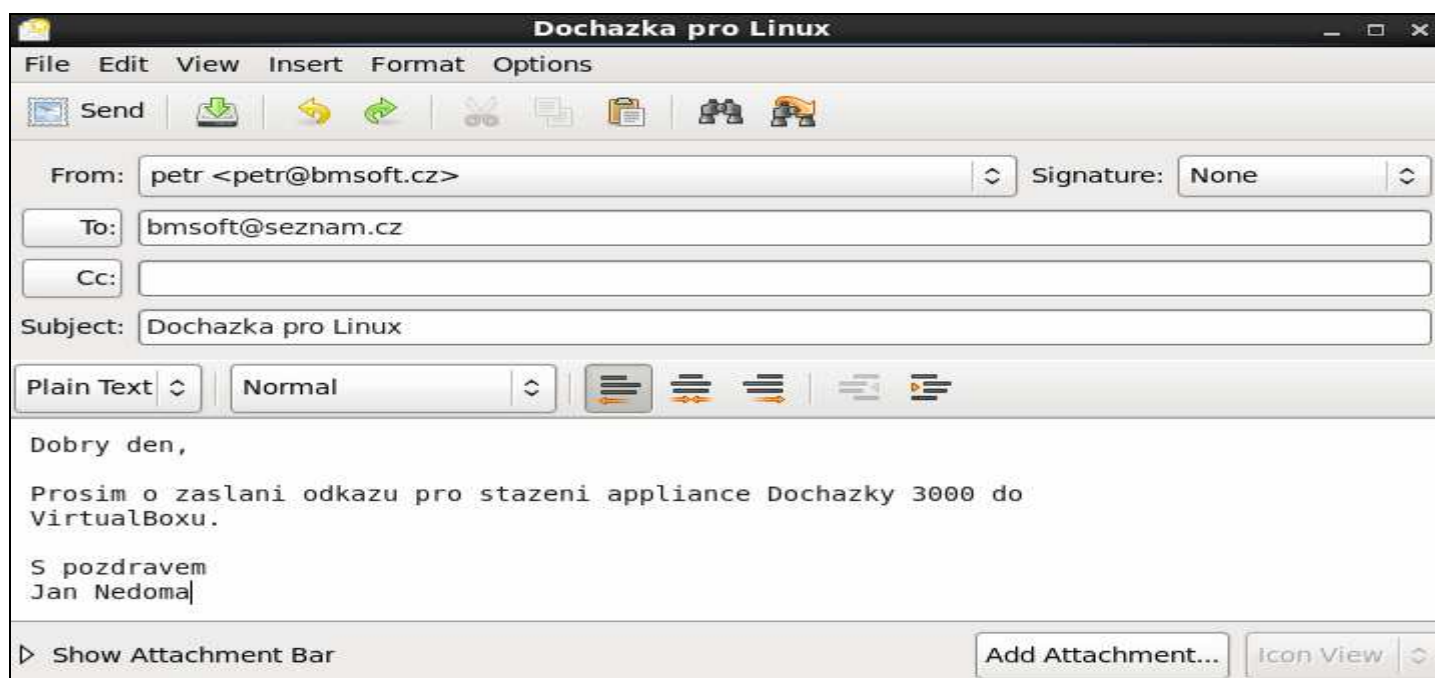 Dochazka pro Linux
File Edit View Insert Format Options
Send
From: petr <petr@bmsoft.cz> Signature: None
To: bmsoft@seznam.cz
Cc:
Subject: Dochazka pro Linux
Plain Text Normal
Dobry den,
Prosim o zaslani odkazu pro stazeni appliance Dochazky 3000 do
VirtualBoxu.
S pozdravem
Jan Nedoma
Show Attachment Bar Add Attachment... Icon View